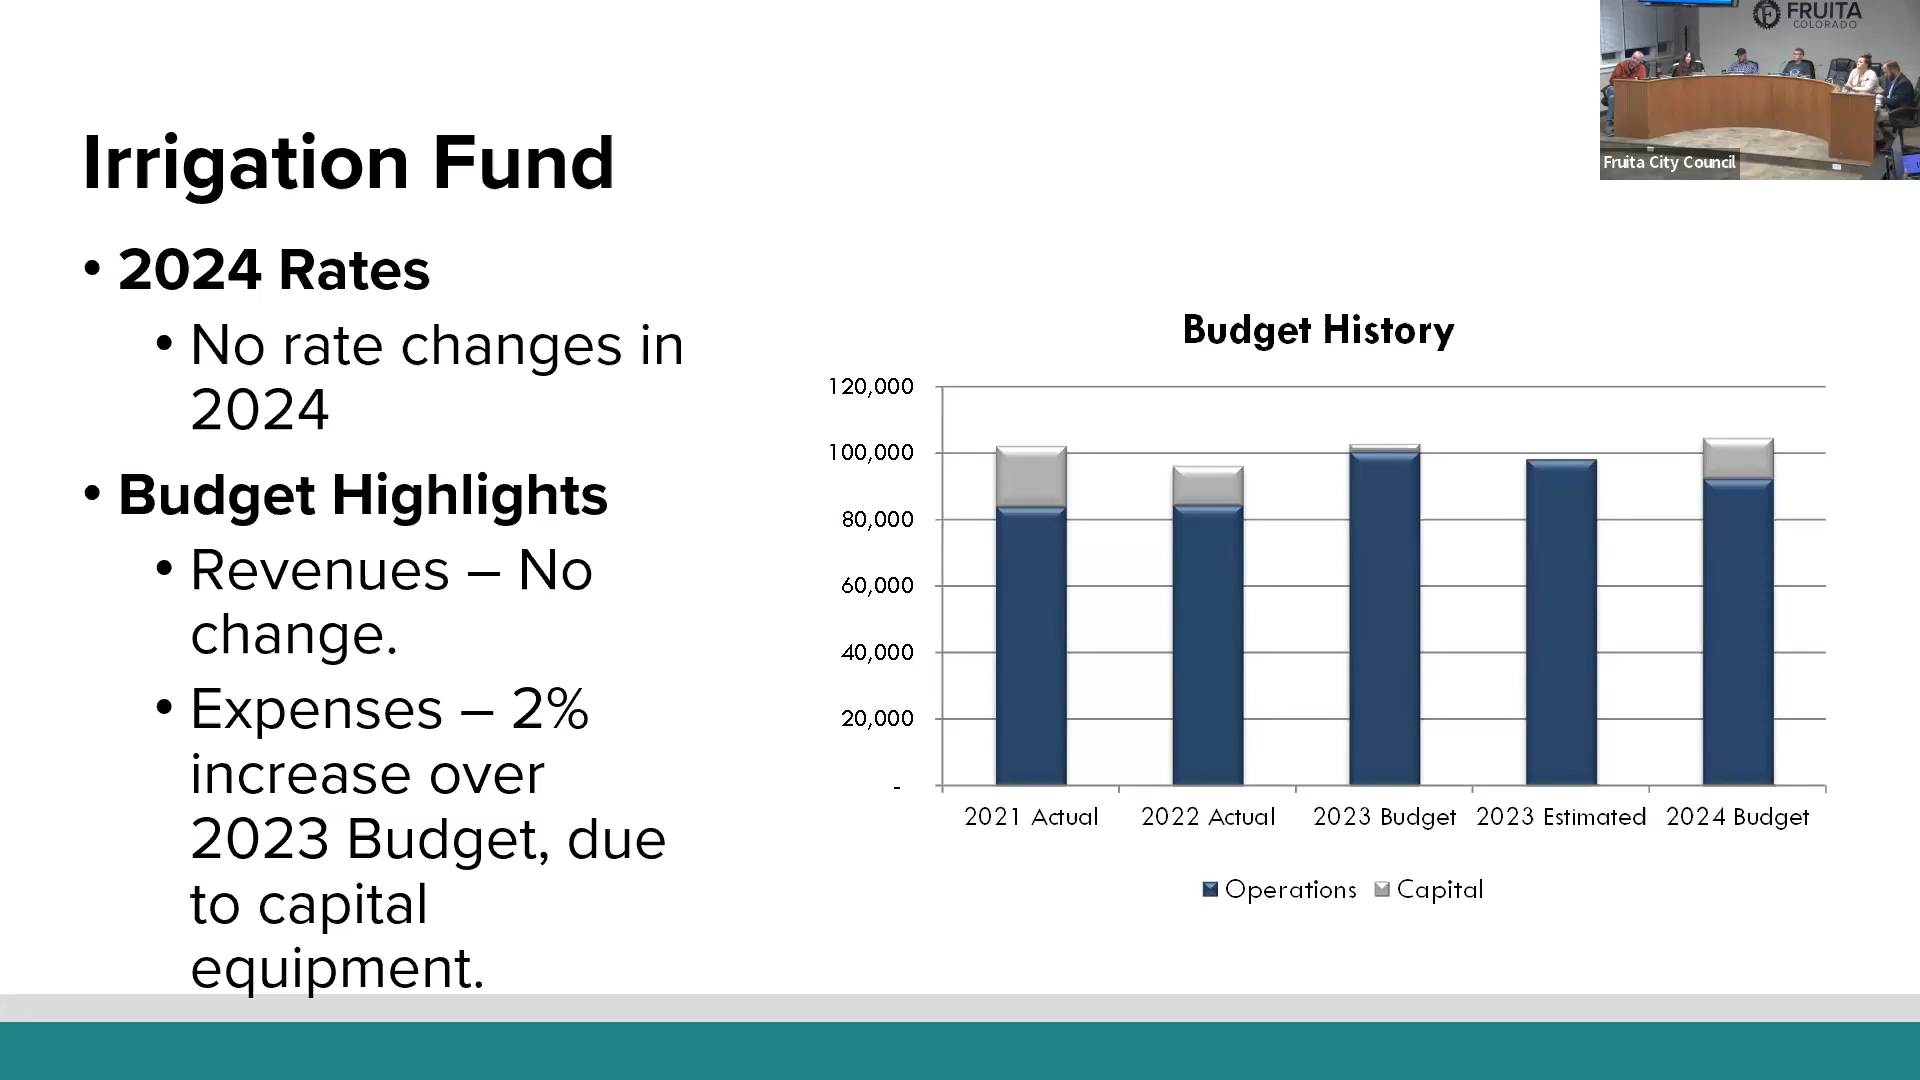 FRUITA
COLORADO
Fruita City Council
Irrigation Fund
• 2024 Rates
• No rate changes in
2024
• Budget Highlights
• Revenues – No
change.
• Expenses – 2%
increase over
2023 Budget, due
to capital
equipment.
Budget History
120,000
100,000
80,000
60,000
40,000
20,000
-
2021 Actual 2022 Actual 2023 Budget 2023 Estimated 2024 Budget
Operations Capital